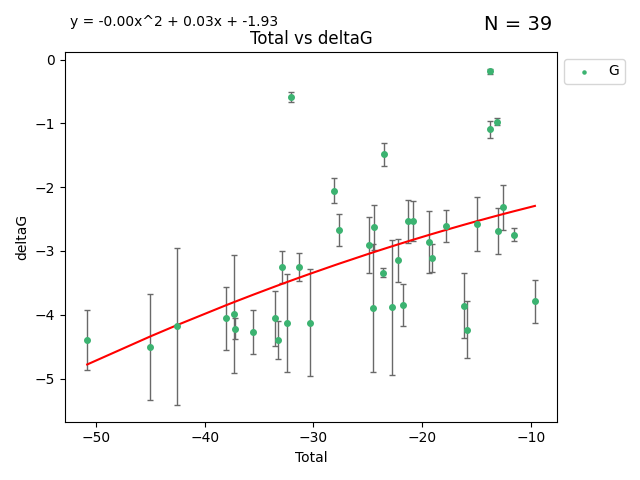 y = -0.00x^2 + 0.03x + -1.93
N = 39
Total vs deltaG
G
0
−1
−2
−3
−4
−5
deltaG
−50 −40 −30 −20 −10
Total